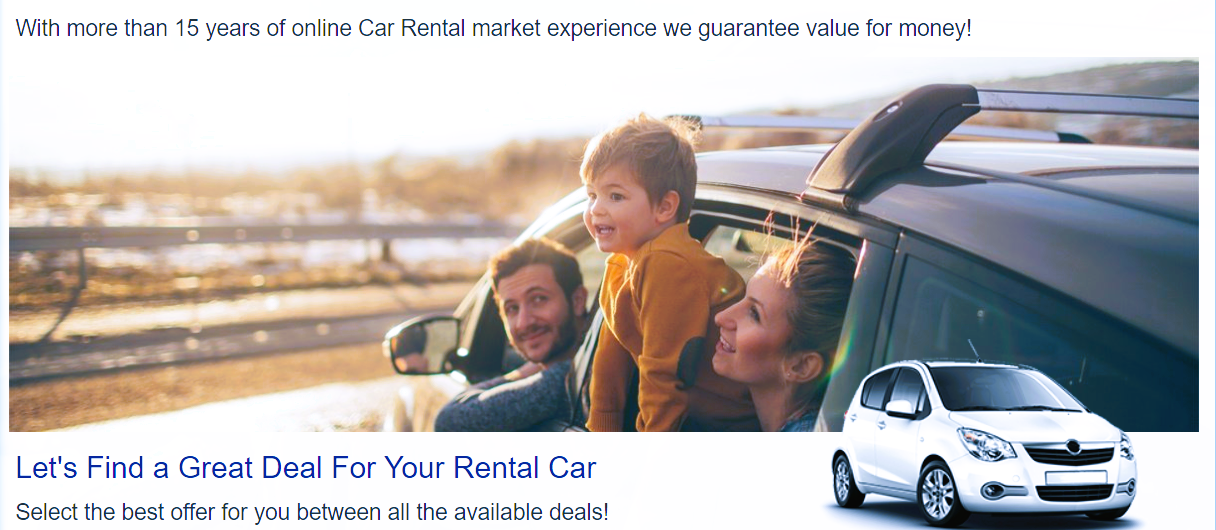 With more than 15 years of online Car Rental market experience we guarantee value for money!
Let's Find a Great Deal For Your Rental Car
Select the best offer for you between all the available deals!